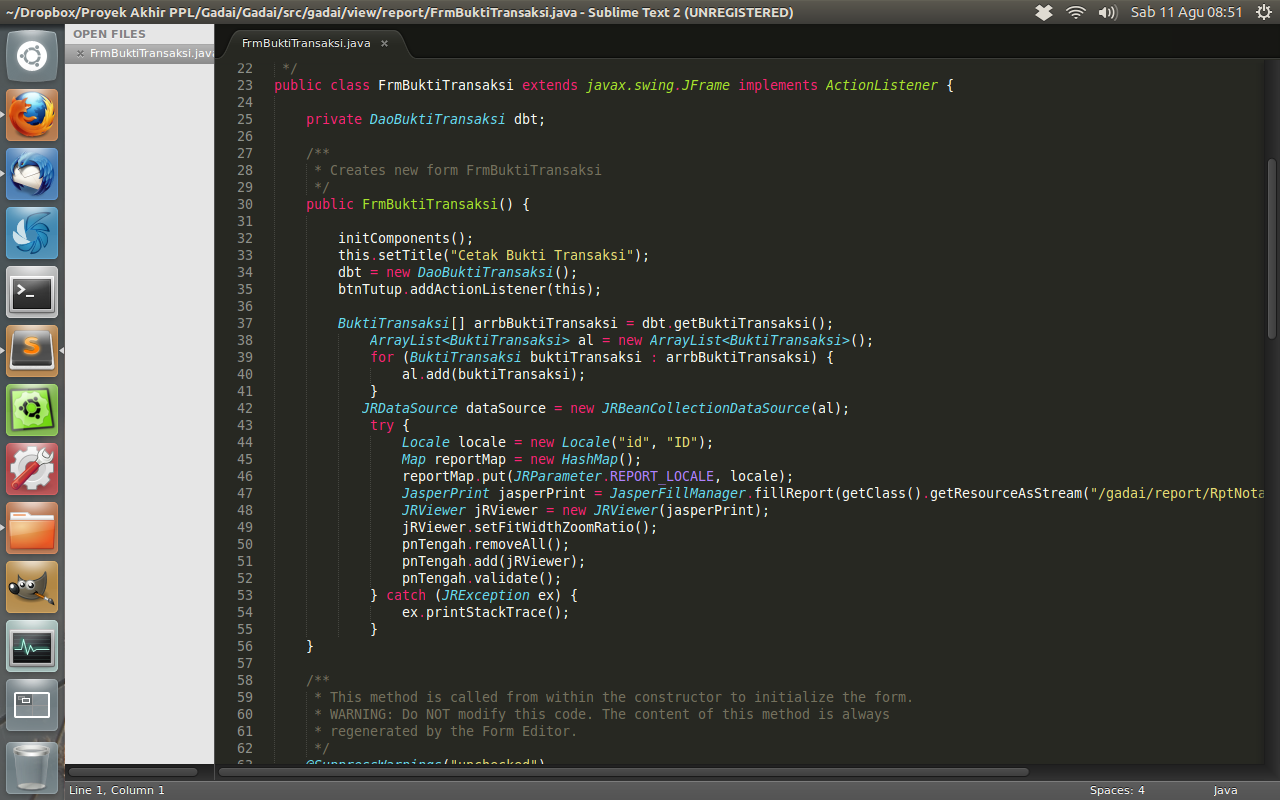 ~/Dropbox/Proyek Akhir PPL/Gadai/Gadai/src/gadai/view/report/FrmBuktiTransaksi.java - Sublime Text 2 (UNREGISTERED)
Sab 11 Agu 08:51
OPEN FILES
× FrmBuktiTransaksi.java
FrmBuktiTransaksi.java ×
22 */
23 public class FrmBuktiTransaksi extends javax.swing.JFrame implements ActionListener {
24
25 private DaoBuktiTransaksi dbt;
26
27 /**
28 * Creates new form FrmBuktiTransaksi
29 */
30 public FrmBuktiTransaksi() {
31
32 initComponents();
33 this.setTitle("Cetak Bukti Transaksi");
34 dbt = new DaoBuktiTransaksi();
35 btnTutup.addActionListener(this);
36
37 BuktiTransaksi[] arrbBuktiTransaksi = dbt.getBuktiTransaksi();
38 ArrayList<BuktiTransaksi> al = new ArrayList<BuktiTransaksi>();
39 for (BuktiTransaksi buktiTransaksi : arrbBuktiTransaksi) {
40 al.add(buktiTransaksi);
41 }
42 JRDataSource dataSource = new JRBeanCollectionDataSource(al);
43 try {
44 Locale locale = new Locale("id", "ID");
45 Map reportMap = new HashMap();
46 reportMap.put(JRParameter.REPORT_LOCALE, locale);
47 JasperPrint jasperPrint = JasperFillManager.fillReport(getClass().getResourceAsStream("/gadai/report/RptNota
48 JRViewer jRViewer = new JRViewer(jasperPrint);
49 jRViewer.setFitWidthZoomRatio();
50 pnTengah.removeAll();
51 pnTengah.add(jRViewer);
52 pnTengah.validate();
53 } catch (JRException ex) {
54 ex.printStackTrace();
55 }
56 }
57
58 /**
59 * This method is called from within the constructor to initialize the form.
60 * WARNING: Do NOT modify this code. The content of this method is always
61 * regenerated by the Form Editor.
62 */
63 @SuppressWarnings("unchecked")
Line 1, Column 1
Spaces: 4
Java